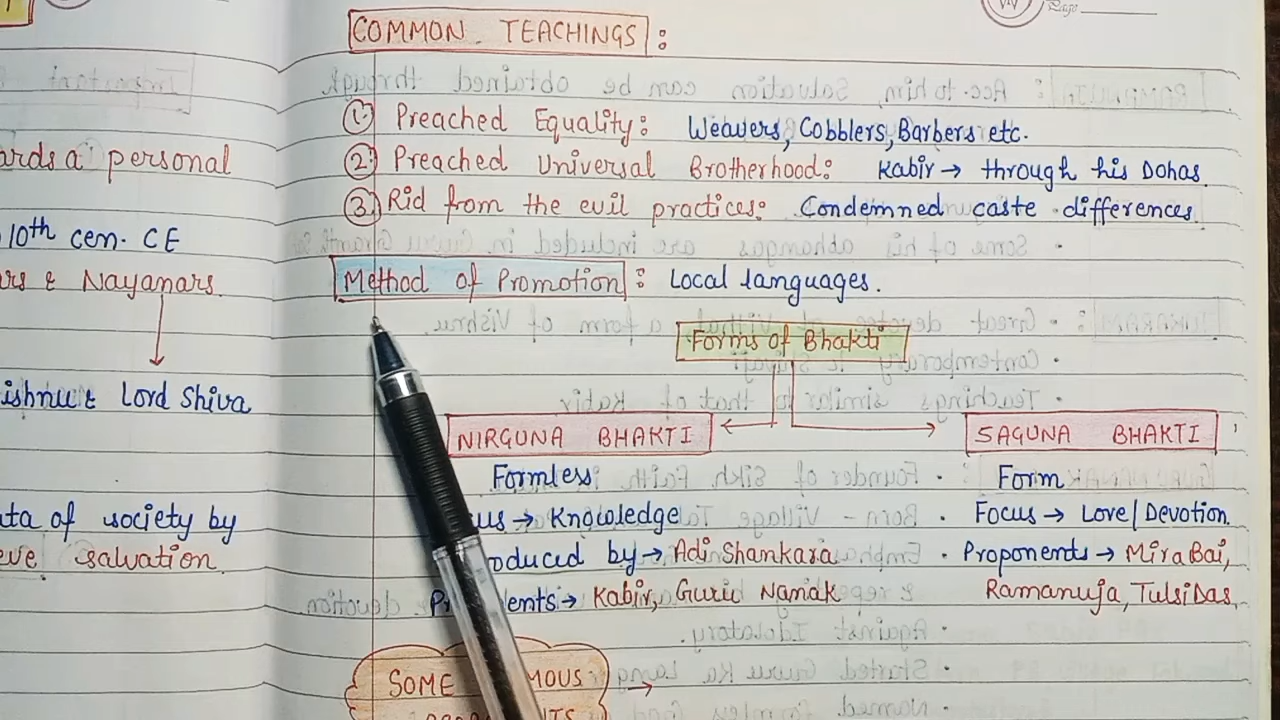 Page
COMMON TEACHINGS :
1. Preached Equality: Weavers, Cobblers, Barbers etc.
2. Preached Universal Brotherhood: Kabir → through his Dohas.
3. Rid from the evil practices: Condemned caste differences.
Method of Promotion : Local languages.
Forms of Bhakti
NIRGUNA BHAKTI
Formless
→ Knowledge
by → Adi Shankara
→ Kabir, Guru Nanak
SAGUNA BHAKTI
Form
Focus → Love/Devotion.
Proponents → Mira Bai,
Ramanuja, Tulsidas.
SOME
a personal
10th cen. CE
& Nayanars
& Lord Shiva
of society by
salvation.